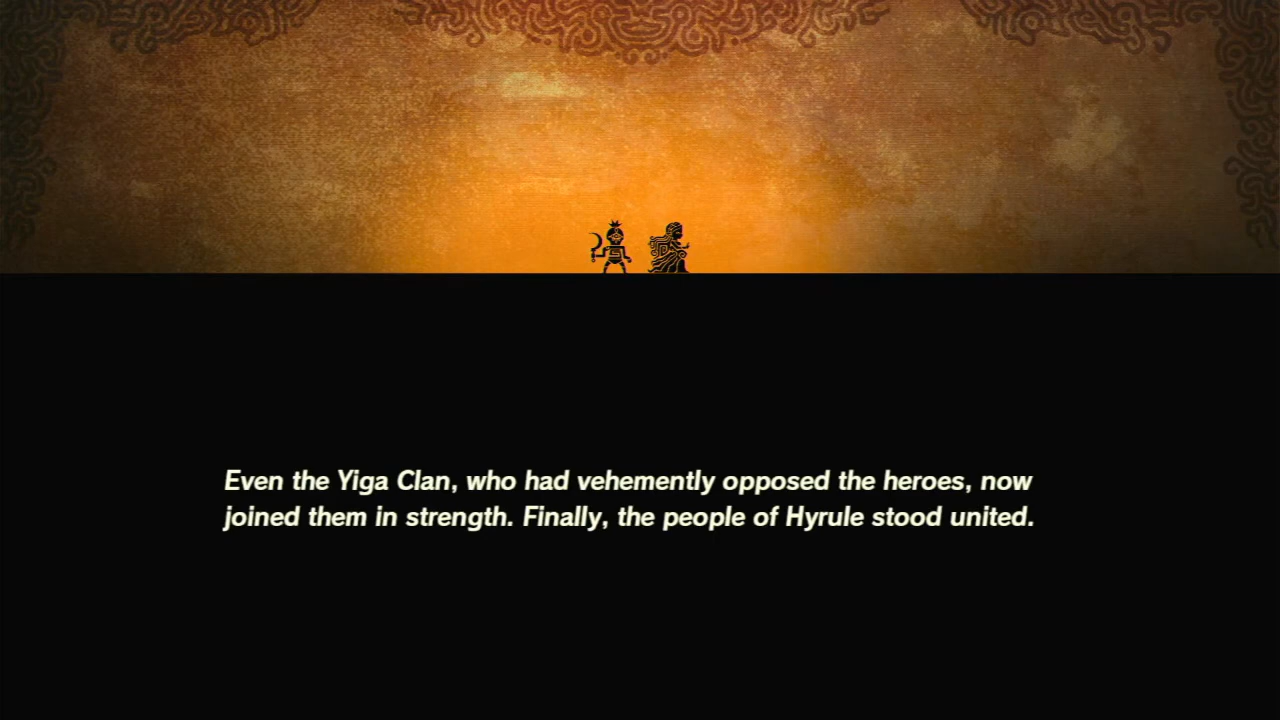 Even the Yiga Clan, who had vehemently opposed the heroes, now
joined them in strength. Finally, the people of Hyrule stood united.